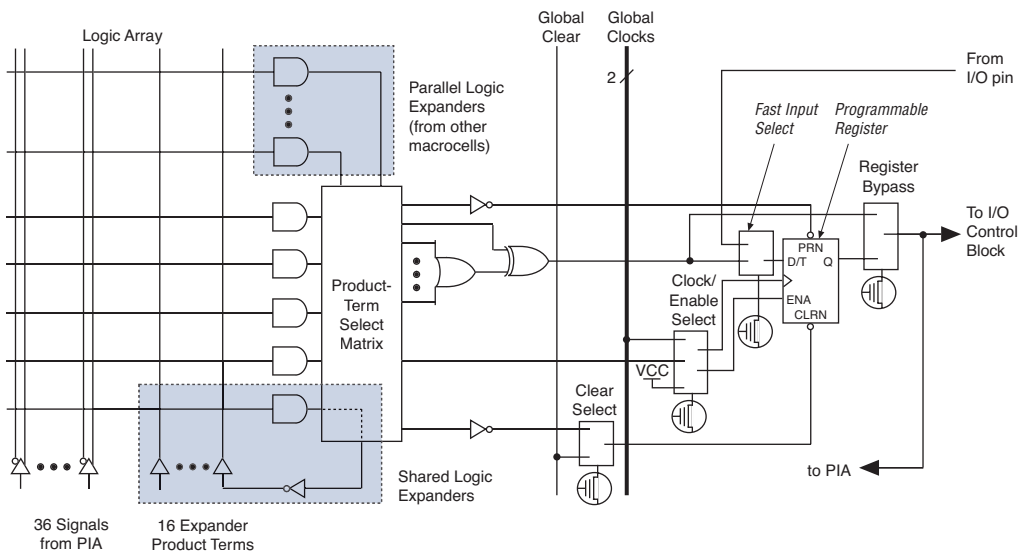 Logic Array
Global
Clear
Global
Clocks
2
From
I/O pin
Parallel Logic
Expanders
(from other
macrocells)
Fast Input
Select
Programmable
Register
Register
Bypass
To I/O
Control
Block
PRN
D/T
Q
ENA
CLRN
Clock/
Enable
Select
Product-
Term
Select
Matrix
VCC
Clear
Select
to PIA
Shared Logic
Expanders
36 Signals
from PIA
16 Expander
Product Terms